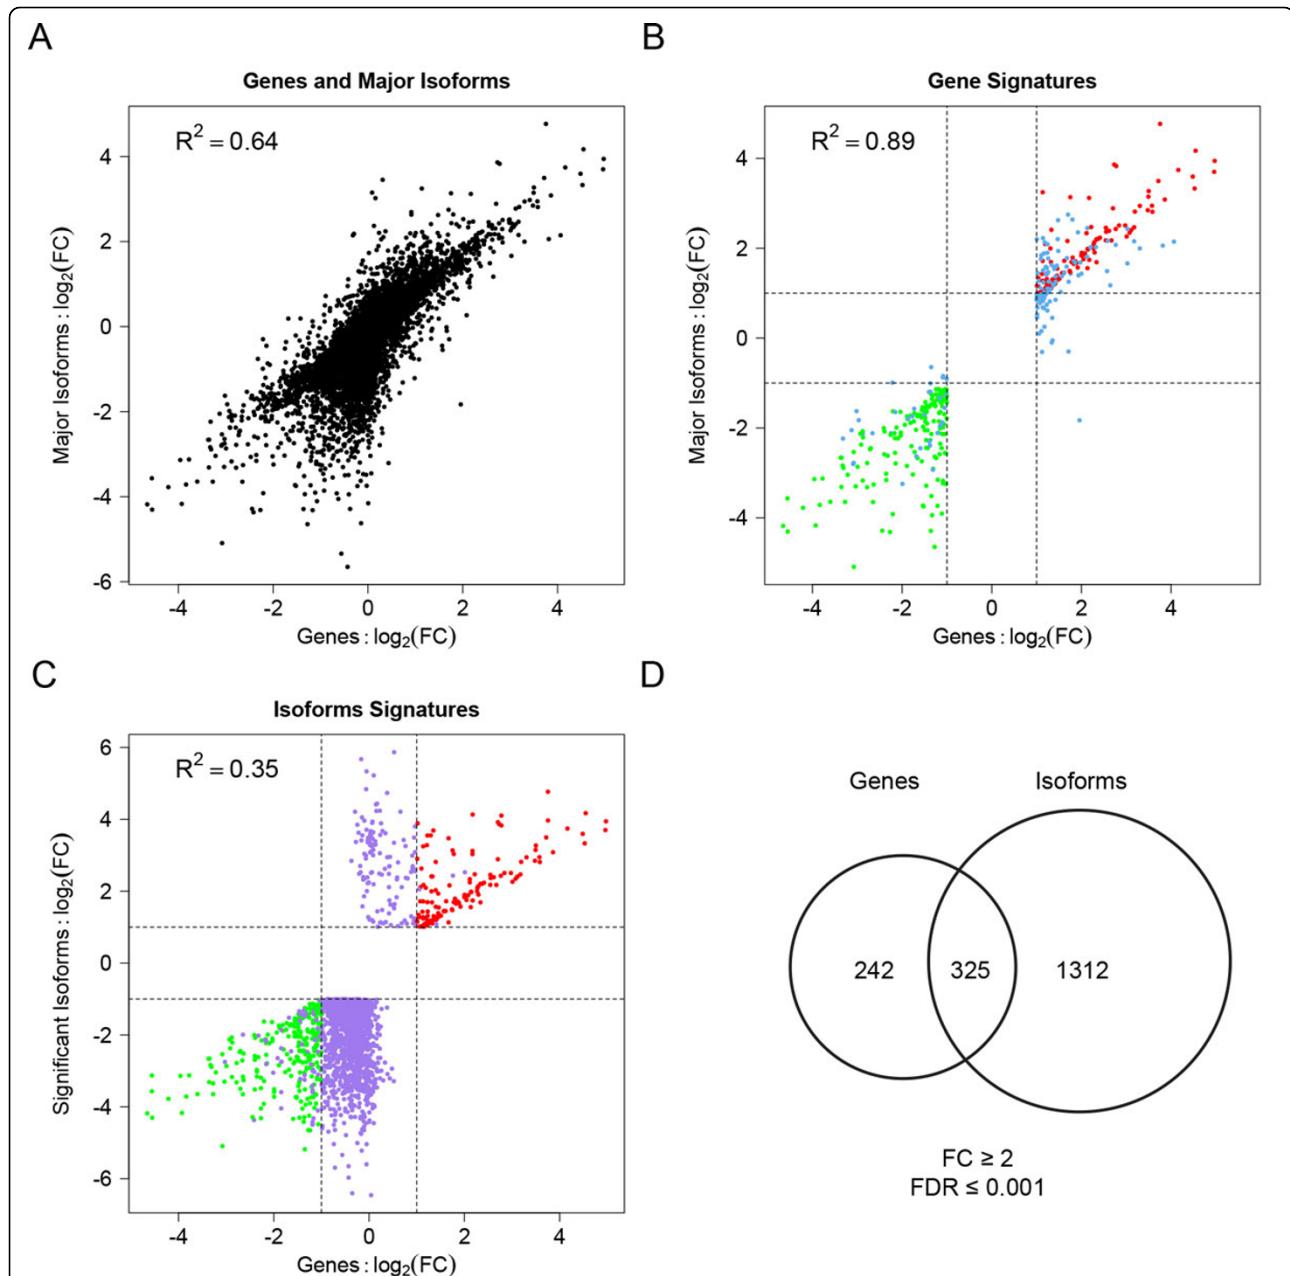 A
Genes and Major Isoforms
R² = 0.64
4
2
0
-2
-4
-6
Major Isoforms : log₂(FC)
-4 -2 0 2 4
Genes : log₂(FC)
B
Gene Signatures
R² = 0.89
4
2
0
-2
-4
Major Isoforms : log₂(FC)
-4 -2 0 2 4
Genes : log₂(FC)
C
Isoforms Signatures
R² = 0.35
6
4
2
0
-2
-4
-6
Significant Isoforms : log₂(FC)
-4 -2 0 2 4
Genes : log₂(FC)
D
Genes Isoforms
242 325 1312
FC ≥ 2
FDR ≤ 0.001